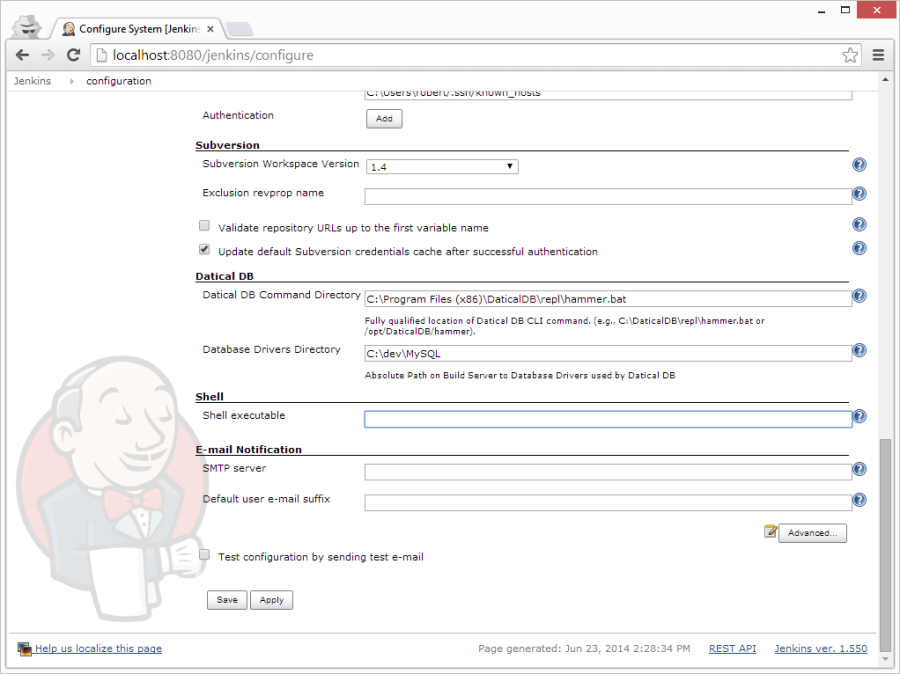 Configure System [Jenkins
localhost:8080/jenkins/configure
Jenkins configuration
C:\Users\robert/.ssh/known_hosts
Authentication
Add
Subversion
Subversion Workspace Version 1.4
Exclusion revprop name
Validate repository URLs up to the first variable name
Update default Subversion credentials cache after successful authentication
Datical DB
Datical DB Command Directory C:\Program Files (x86)\DaticalDB\repl\hammer.bat
Fully qualified location of Datical DB CLI command. (e.g., C:\DaticalDB\repl\hammer.bat or
/opt/DaticalDB/hammer).
Database Drivers Directory C:\dev\MySQL
Absolute Path on Build Server to Database Drivers used by Datical DB
Shell
Shell executable
E-mail Notification
SMTP server
Default user e-mail suffix
Advanced...
Test configuration by sending test e-mail
Save Apply
Help us localize this page Page generated: Jun 23, 2014 2:28:34 PM REST API Jenkins ver. 1.550